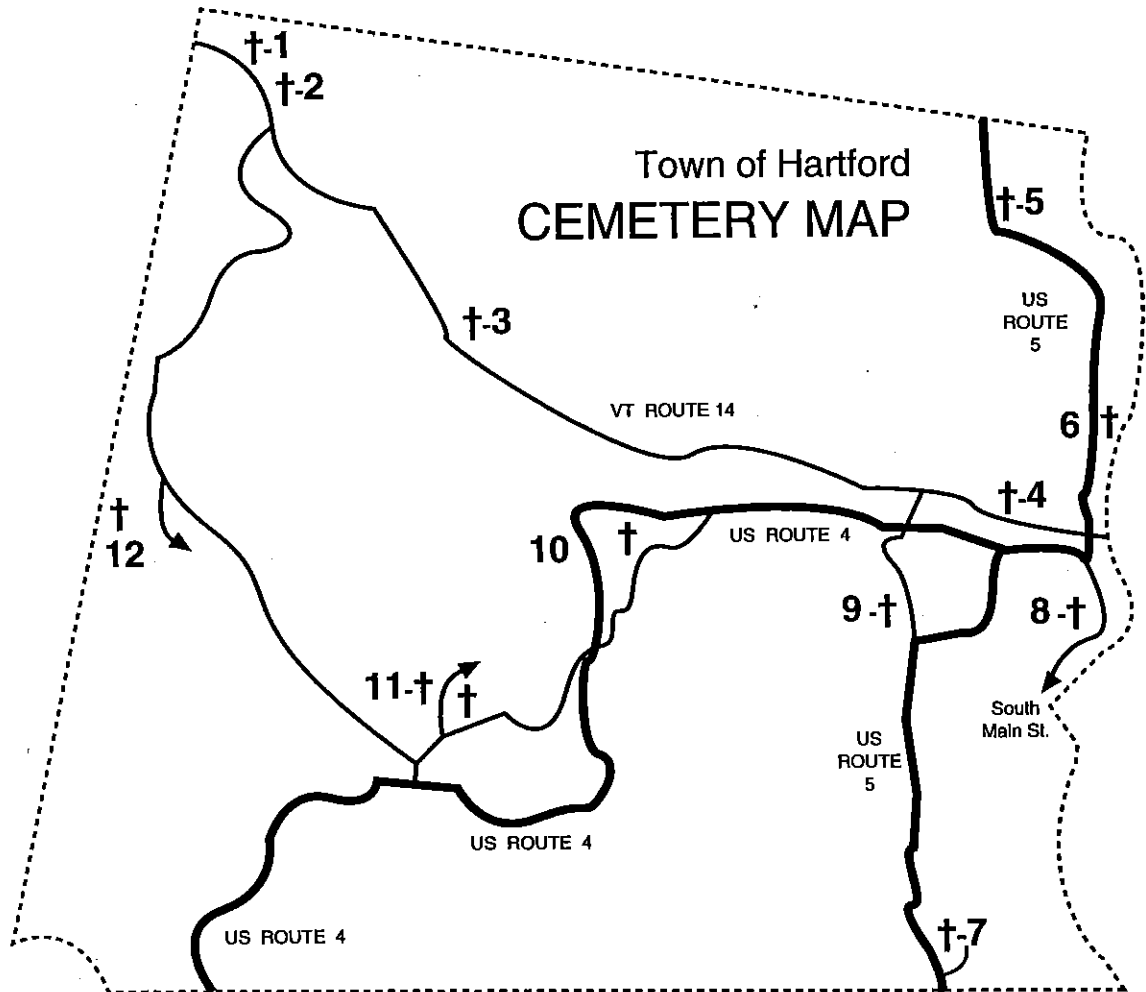 †-1
†-2
Town of Hartford
CEMETERY MAP
†-5
US
ROUTE
5
†-3
VT ROUTE 14
6 †
†-4
†
12
10
†
US ROUTE 4
9-†
8-†
11-†
†
South
Main St.
US
ROUTE
5
US ROUTE 4
US ROUTE 4
†-7